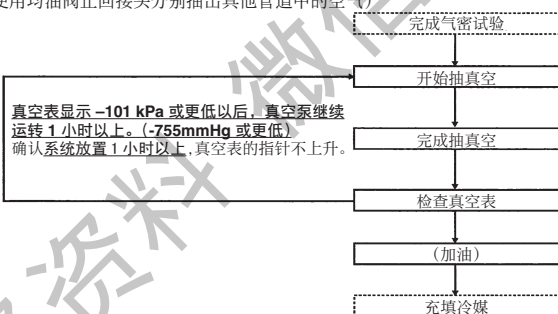 使用均油阀止回接头分别抽出其他管道中的空气)
完成气密试验
开始抽真空
真空表显示 –101 kPa 或更低以后，真空泵继续
运转 1 小时以上。（-755mmHg 或更低）
确认系统放置 1 小时以上,真空表的指针不上升。
完成抽真空
检查真空表
（加油）
充填冷媒
资料 微信